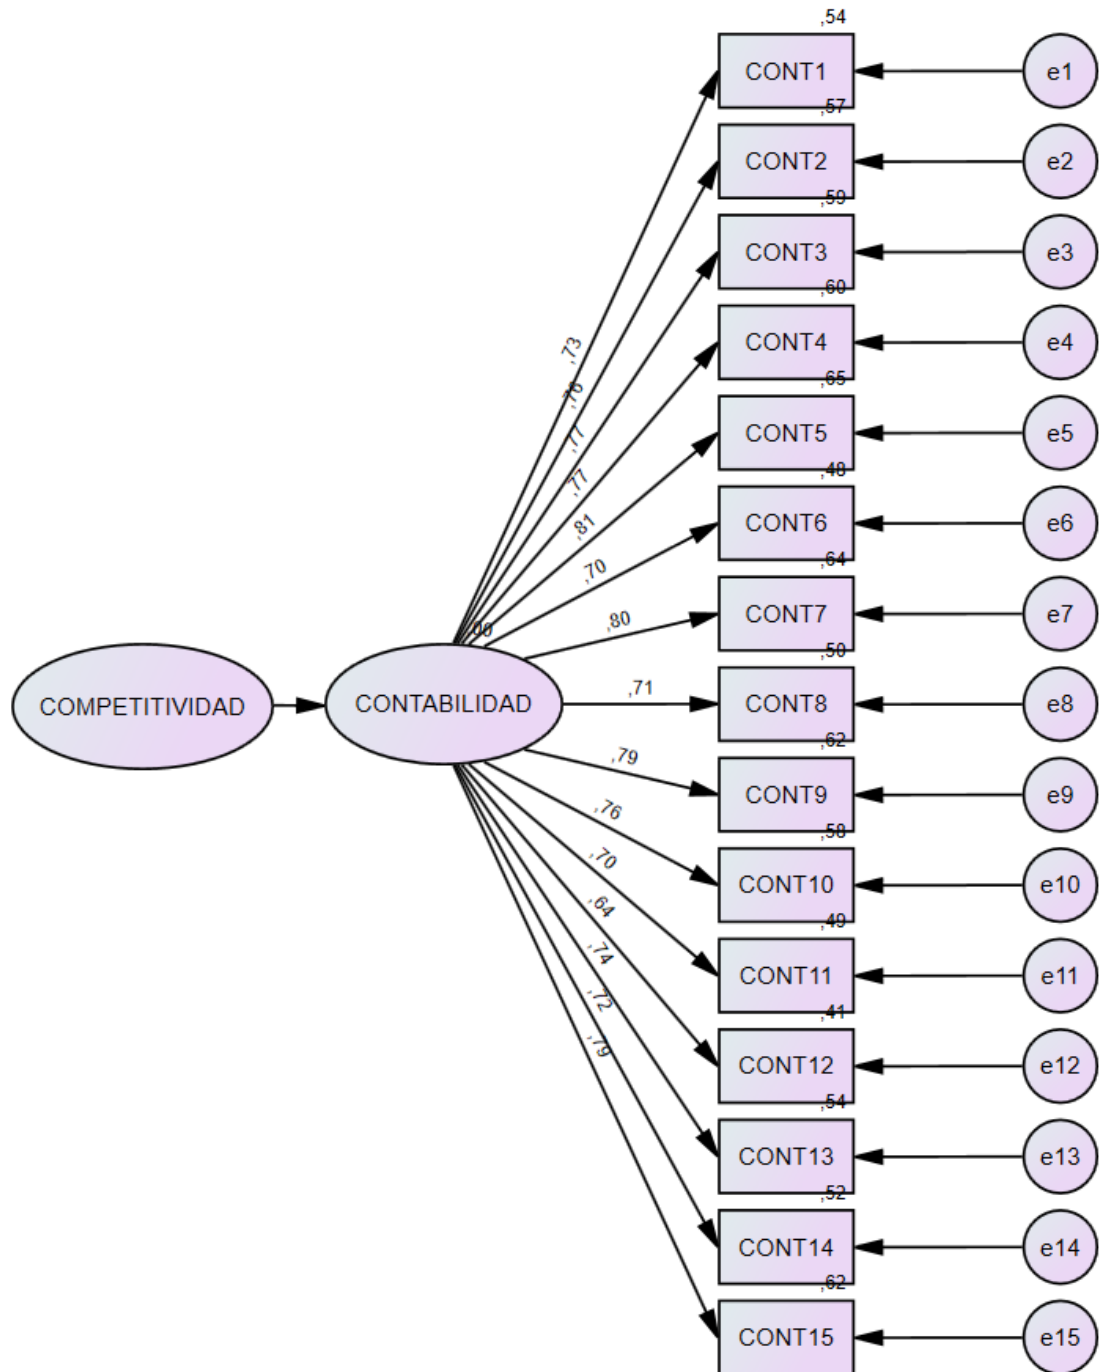 ,54
CONT1
e1
,57
CONT2
e2
,59
CONT3
e3
,60
CONT4
e4
,65
CONT5
e5
,48
CONT6
e6
,64
CONT7
e7
,50
CONT8
e8
,62
CONT9
e9
,58
CONT10
e10
,49
CONT11
e11
,41
CONT12
e12
,54
CONT13
e13
,52
CONT14
e14
,62
CONT15
e15
,73
,76
,77
,77
,81
,70
,80
,71
,79
,76
,70
,64
,74
,72
,79
,00
COMPETITIVIDAD
CONTABILIDAD